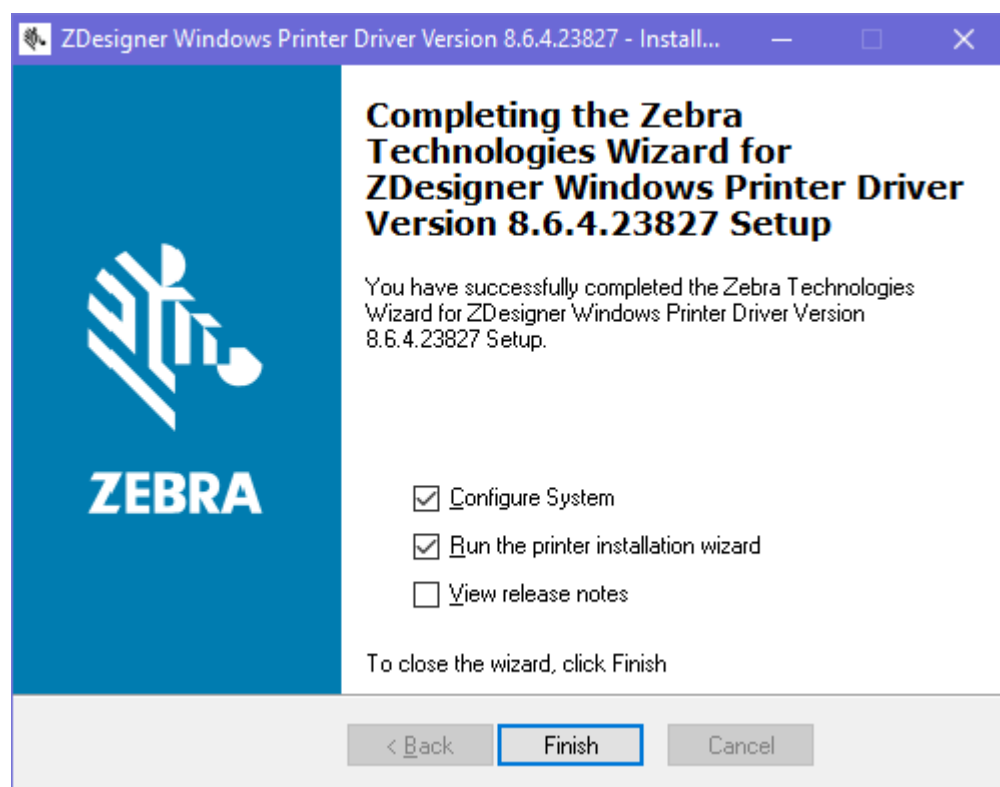 ZDesigner Windows Printer Driver Version 8.6.4.23827 - Install...
Completing the Zebra
Technologies Wizard for
ZDesigner Windows Printer Driver
Version 8.6.4.23827 Setup
You have successfully completed the Zebra Technologies
Wizard for ZDesigner Windows Printer Driver Version
8.6.4.23827 Setup.
ZEBRA
Configure System
Run the printer installation wizard
View release notes
To close the wizard, click Finish
< Back
Finish
Cancel